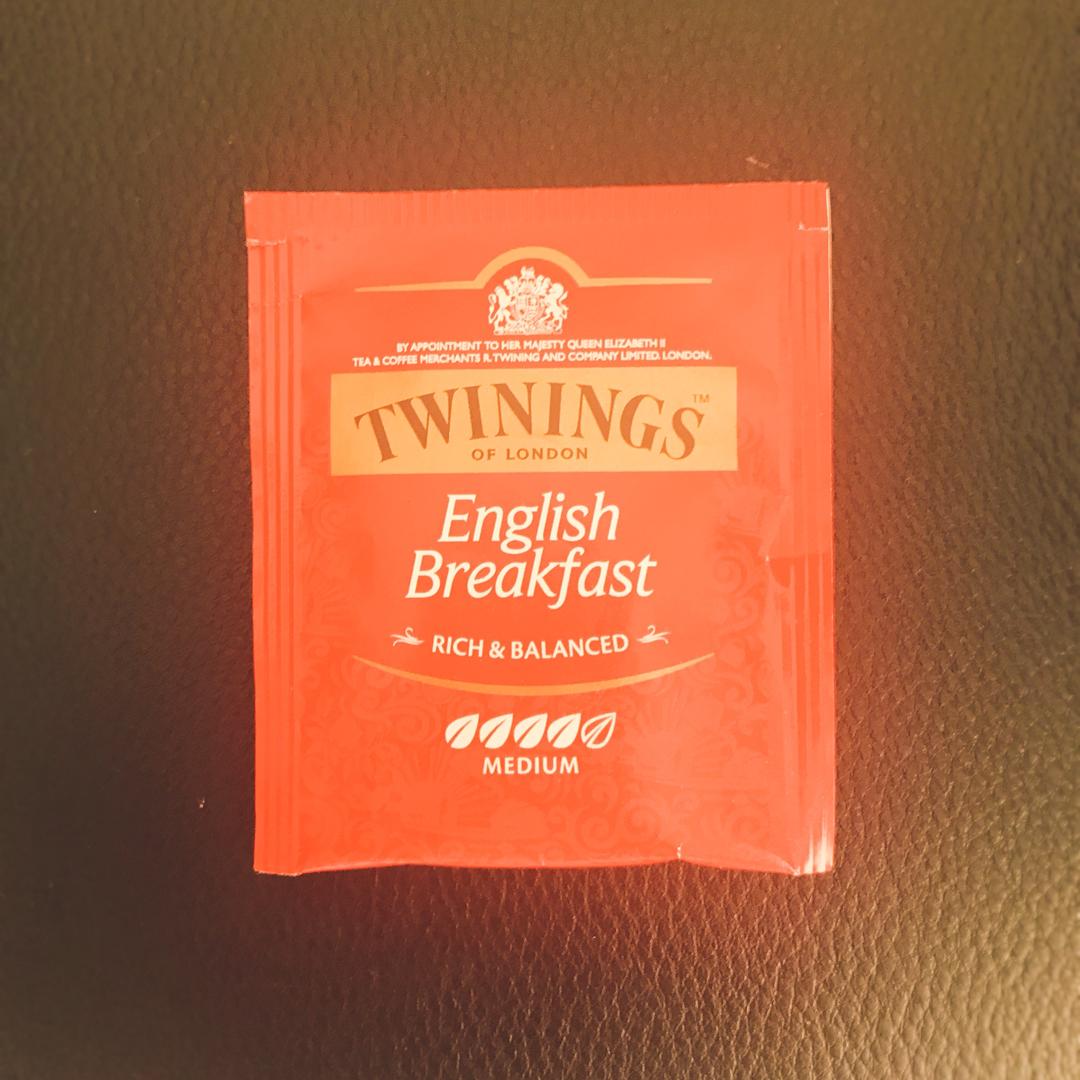 BY APPOINTMENT TO HER MAJESTY QUEEN ELIZABETH II
TEA & COFFEE MERCHANTS R. TWINING AND COMPANY LIMITED. LONDON.
TWININGS™
OF LONDON
English
Breakfast
RICH & BALANCED
MEDIUM